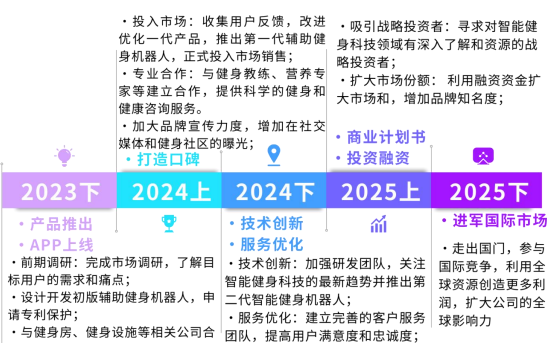 ·投入市场：收集用户反馈，改进
优化一代产品，推出第一代辅助健
身机器人，正式投入市场销售；
·专业合作：与健身教练、营养专
家等建立合作，提供科学的健身和
健康咨询服务。
·加大品牌宣传力度，增加在社交
媒体和健身社区的曝光；
·打造口碑
·吸引战略投资者：寻求对智能健
身科技领域有深入了解和资源的战
略投资者；
·扩大市场份额： 利用融资资金扩
大市场和，增加品牌知名度；
·商业计划书
·投资融资
2023下
2024上
2024下
2025上
2025下
·产品推出
·APP上线
·前期调研：完成市场调研，了解目
标用户的需求和痛点；
·设计开发初版辅助健身机器人，申
请专利保护；
·与健身房、健身设施等相关公司合
·技术创新
·服务优化
·技术创新：加强研发团队，关注
智能健身科技的最新趋势并推出第
二代智能健身机器人；
·服务优化：建立完善的客户服务
团队，提高用户满意度和忠诚度；
·进军国际市场
·走出国门，参与
国际竞争，利用全
球资源创造更多利
润，扩大公司的全
球影响力